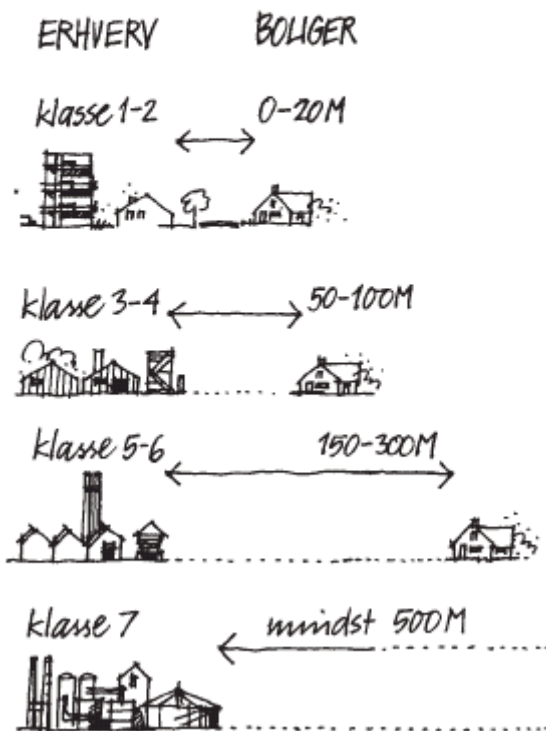 ERHVERV BOLIGER
klasse 1-2 0-20M
klasse 3-4 50-100M
klasse 5-6 150-300M
klasse 7 mindst 500M